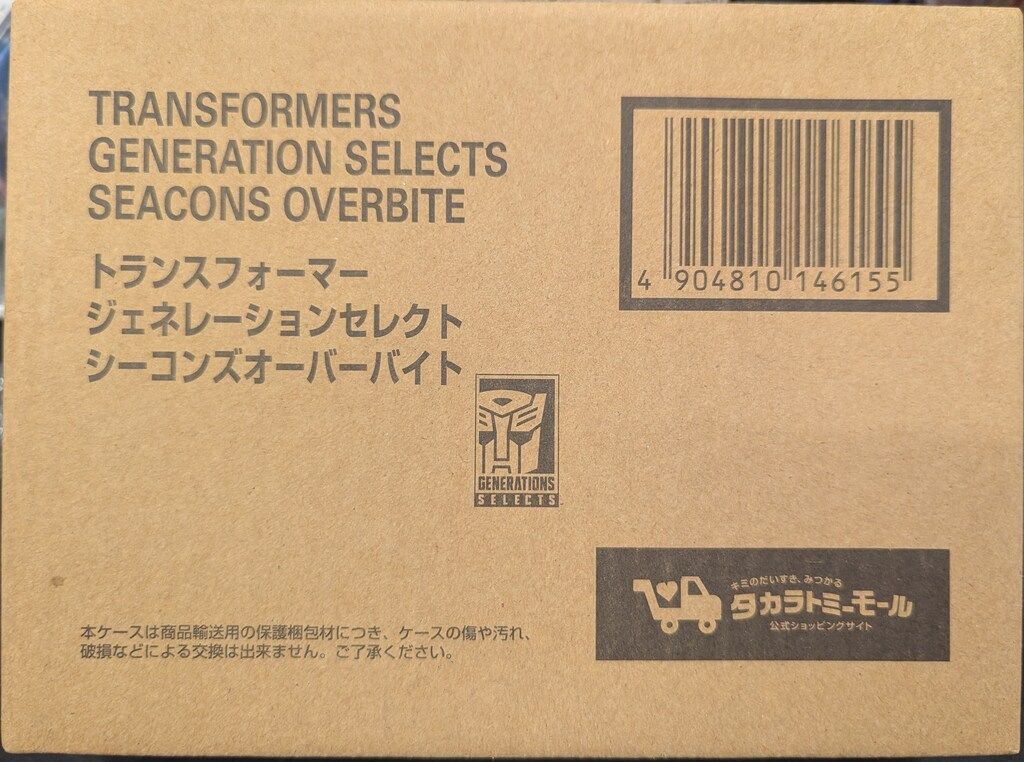 TRANSFORMERS
GENERATION SELECTS
SEACONS OVERBITE
トランスフォーマー
ジェネレーションセレクト
シーコンズオーバーバイト
4 904810 146155
GENERATIONS
SELECTS
キミのだいすき、みつかる
タカラトミーモール
公式ショッピングサイト
本ケースは商品輸送用の保護梱包材につき、ケースの傷や汚れ、
破損などによる交換は出来ません。ご了承ください。